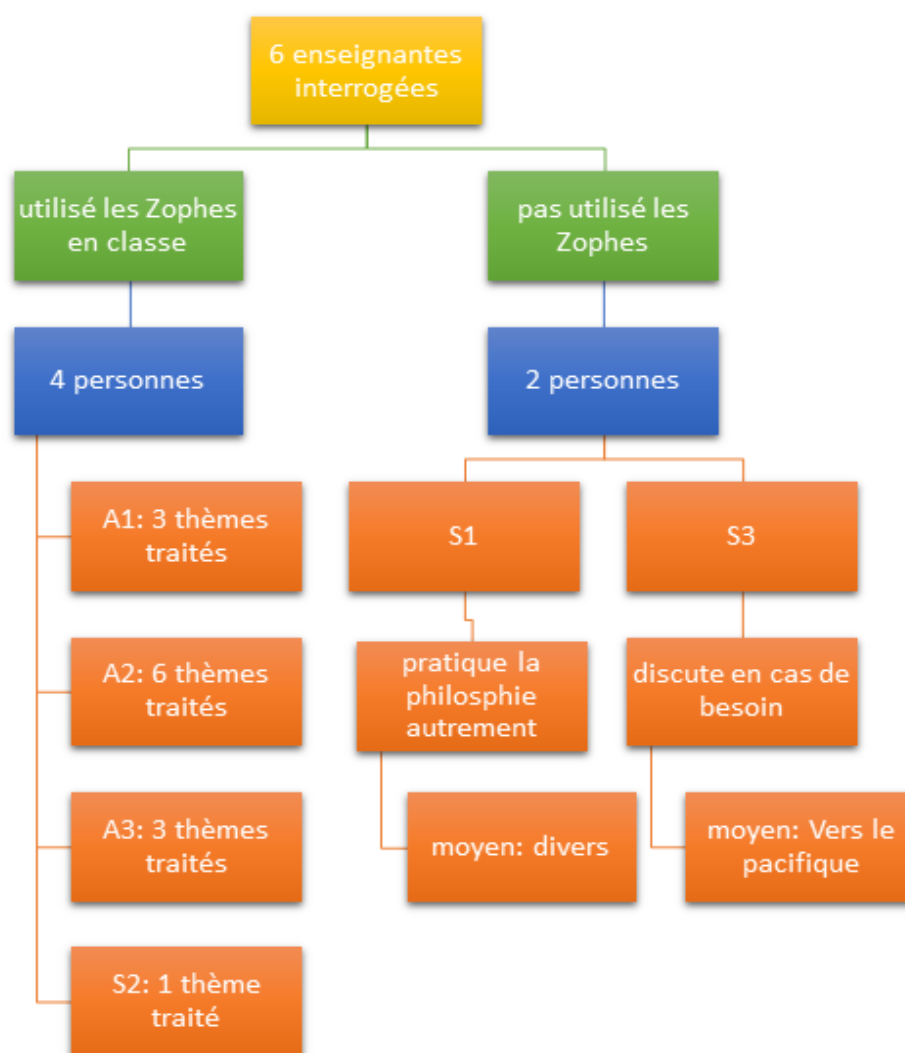 6 enseignantes
interrogées
utilisé les Zophes
en classe
pas utilisé les
Zophes
4 personnes
2 personnes
A1: 3 thèmes
traités
A2: 6 thèmes
traités
A3: 3 thèmes
traités
S2: 1 thème
traité
S1
S3
pratique la
philosphie
autrement
discute en cas de
besoin
moyen: divers
moyen: Vers le
pacifique